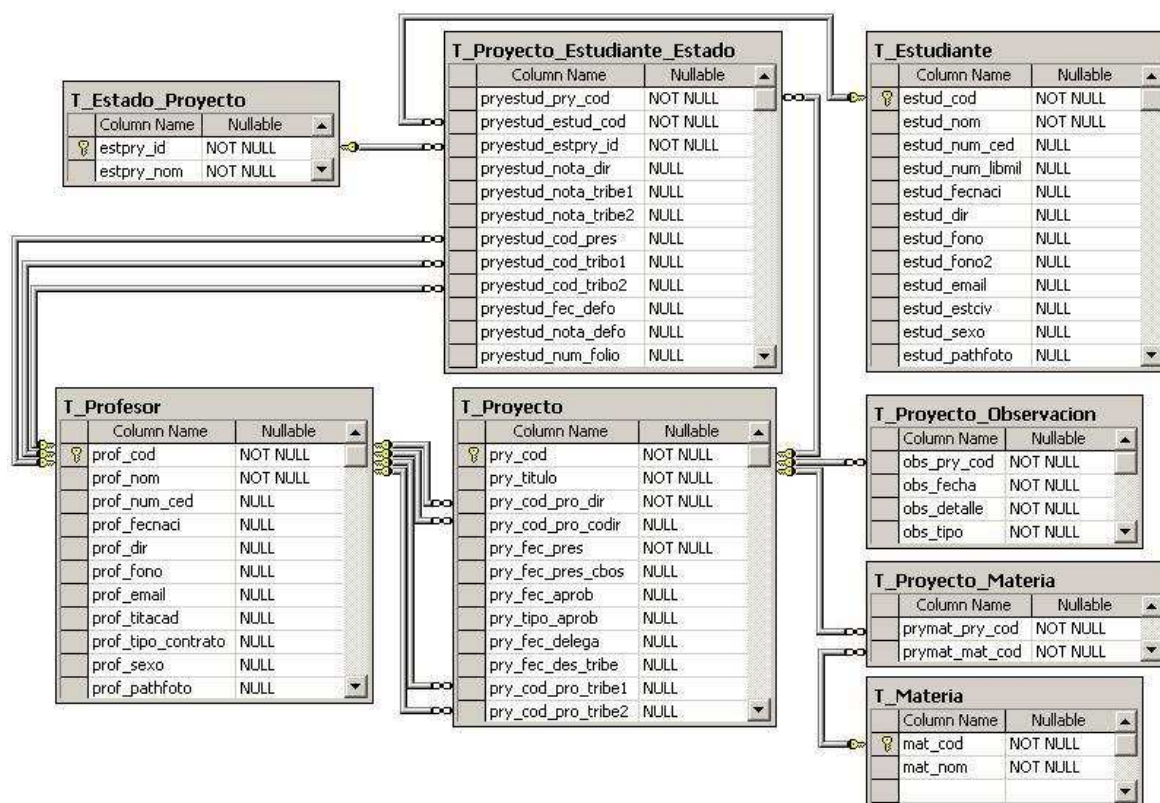 T_Proyecto_Estudiante_Estado
Column Name Nullable
pryestud_pry_cod NOT NULL
pryestud_estud_cod NOT NULL
pryestud_estpry_id NOT NULL
pryestud_nota_dir NULL
pryestud_nota_tribe1 NULL
pryestud_nota_tribe2 NULL
pryestud_cod_pres NULL
pryestud_cod_tribo1 NULL
pryestud_cod_tribo2 NULL
pryestud_fec_defo NULL
pryestud_nota_defo NULL
pryestud_num_folio NULL
T_Estudiante
Column Name Nullable
estud_cod NOT NULL
estud_nom NOT NULL
estud_num_ced NULL
estud_num_libmil NULL
estud_fecnaci NULL
estud_dir NULL
estud_fono NULL
estud_fono2 NULL
estud_email NULL
estud_estciv NULL
estud_sexo NULL
estud_pathfoto NULL
T_Estado_Proyecto
Column Name Nullable
estpry_id NOT NULL
estpry_nom NOT NULL
T_Profesor
Column Name Nullable
prof_cod NOT NULL
prof_nom NOT NULL
prof_num_ced NULL
prof_fecnaci NULL
prof_dir NULL
prof_fono NULL
prof_email NULL
prof_titacad NULL
prof_tipo_contrato NULL
prof_sexo NULL
prof_pathfoto NULL
T_Proyecto
Column Name Nullable
pry_cod NOT NULL
pry_titulo NOT NULL
pry_cod_pro_dir NOT NULL
pry_cod_pro_codir NULL
pry_fec_pres NOT NULL
pry_fec_pres_cbos NULL
pry_fec_aprob NULL
pry_tipo_aprob NULL
pry_fec_delega NULL
pry_fec_des_tribe NULL
pry_cod_pro_tribe1 NULL
pry_cod_pro_tribe2 NULL
T_Proyecto_Observacion
Column Name Nullable
obs_pry_cod NOT NULL
obs_fecha NOT NULL
obs_detalle NOT NULL
obs_tipo NOT NULL
T_Proyecto_Materia
Column Name Nullable
prymat_pry_cod NOT NULL
prymat_mat_cod NOT NULL
T_Materia
Column Name Nullable
mat_cod NOT NULL
mat_nom NOT NULL